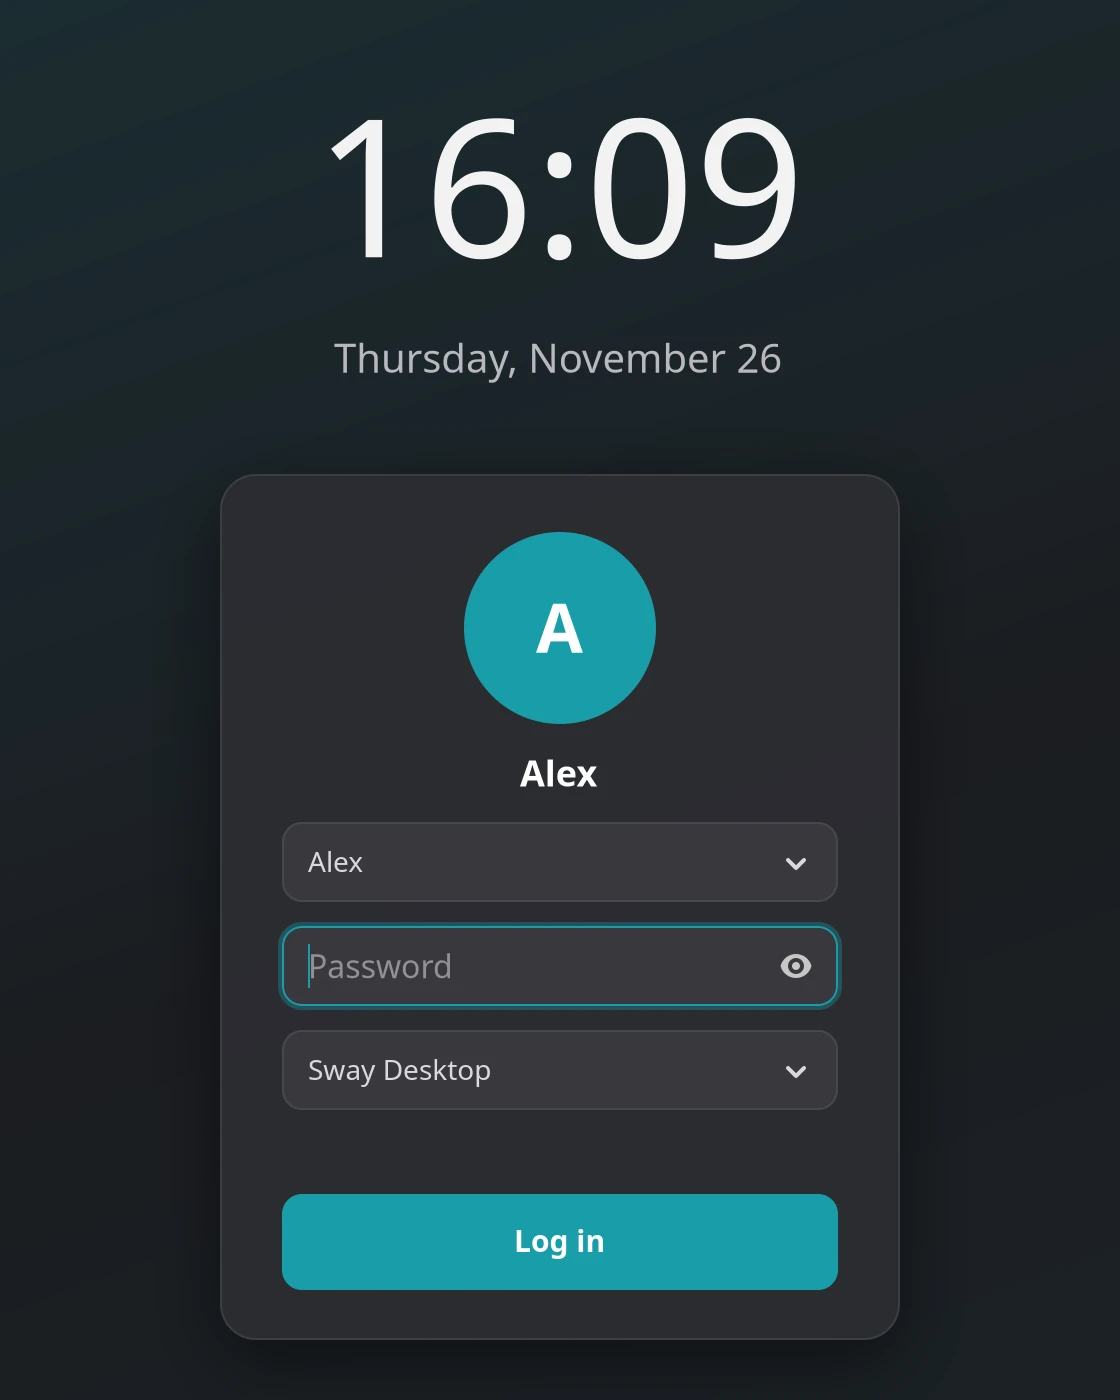 16:09
Thursday, November 26
A
Alex
Alex
Password
Sway Desktop
Log in